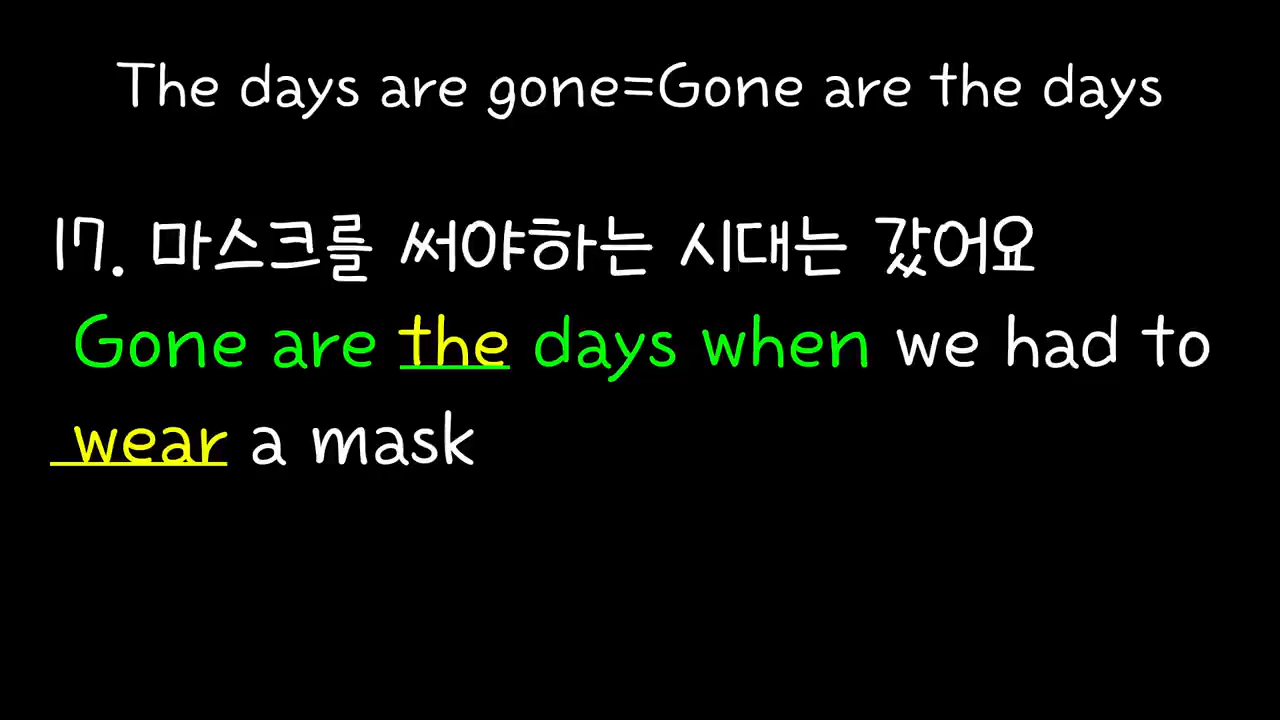 The days are gone=Gone are the days
17. 마스크를 써야하는 시대는 갔어요
Gone are the days when we had to
wear a mask